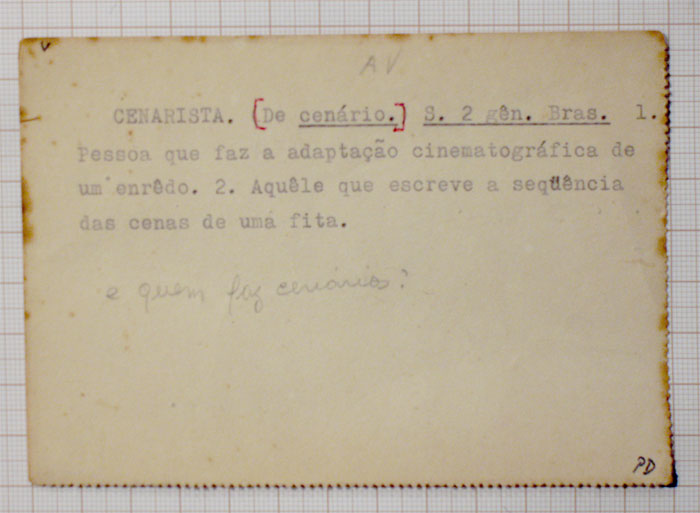 AV
CENARISTA. [De cenário.] S. 2 gên. Bras. 1.
Pessoa que faz a adaptação cinematográfica de
um enrêdo. 2. Aquêle que escreve a seqüência
das cenas de uma fita.
e quem faz cenários?
PD